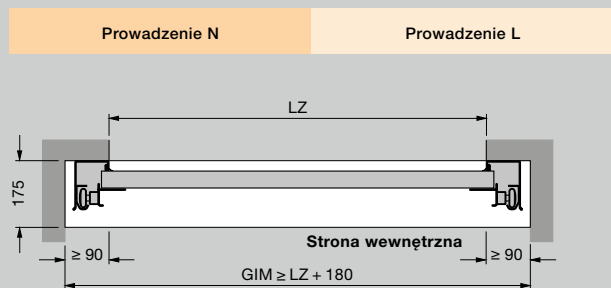 Prowadzenie N
Prowadzenie L
LZ
175
Strona wewnętrzna
≥ 90
≥ 90
GIM ≥ LZ + 180